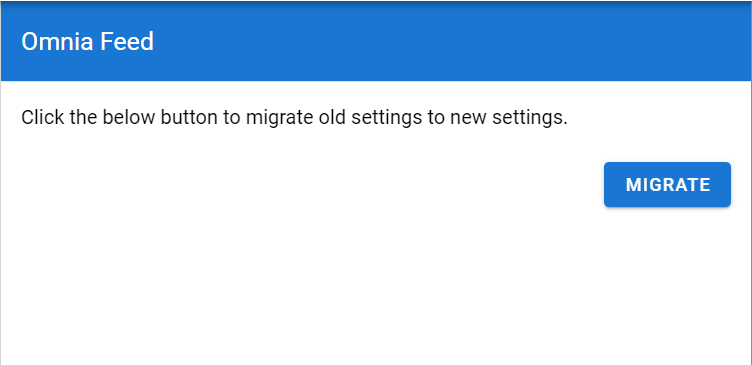 Omnia Feed
Click the below button to migrate old settings to new settings.
MIGRATE